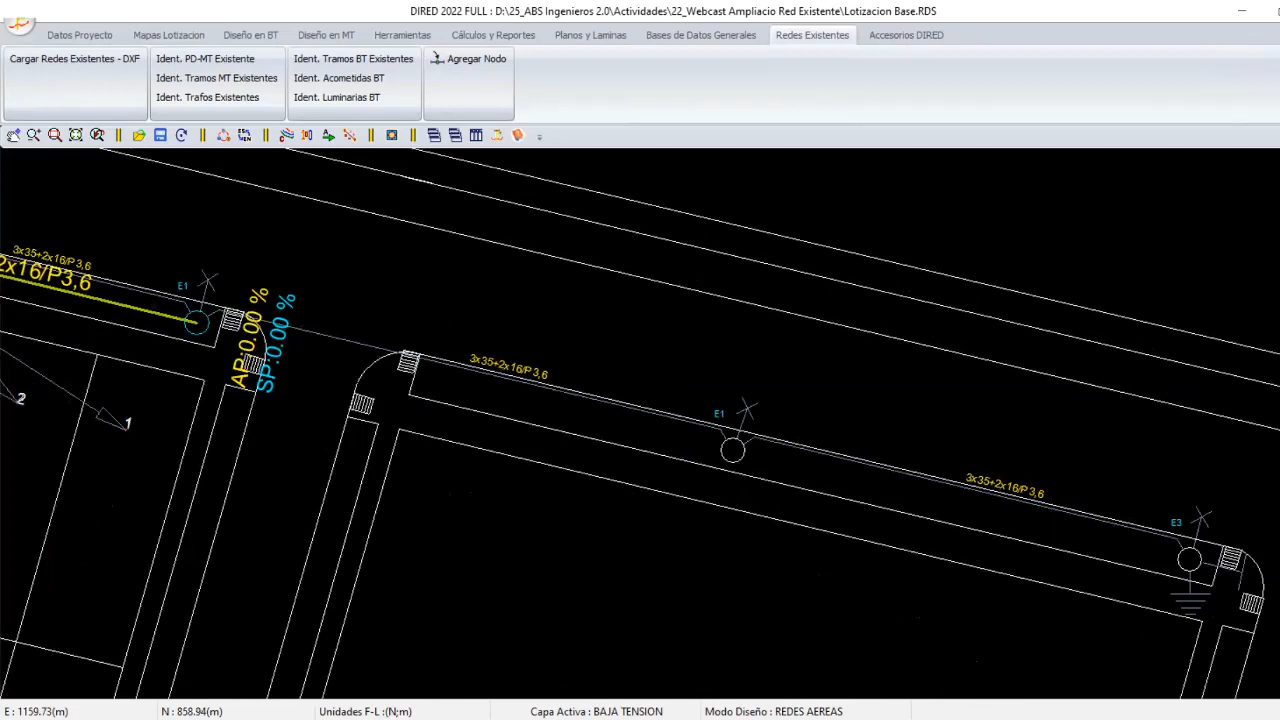 DIRED 2022 FULL : D:\25_ABS Ingenieros 2.0\Actividades\22_Webcast Ampliacio Red Existente\Lotizacion Base.RDS
Datos Proyecto Mapas Lotizacion Diseño en BT Diseño en MT Herramientas Cálculos y Reportes Planos y Laminas Bases de Datos Generales Redes Existentes Accesorios DIRED
Cargar Redes Existentes - DXF Ident. PD-MT Existente Ident. Tramos BT Existentes Agregar Nodo
Ident. Tramos MT Existentes Ident. Acometidas BT
Ident. Trafos Existentes Ident. Luminarias BT
3x35+2x16/P3,6
2x16/P3,6
E1
AP:0.00 %
SP:0.00 %
3x35+2x16/P3,6
2
1
E1
3x35+2x16/P3,6
E3
E : 1159.73(m) N : 858.94(m) Unidades F-L :(N;m) Capa Activa : BAJA TENSION Modo Diseño : REDES AEREAS